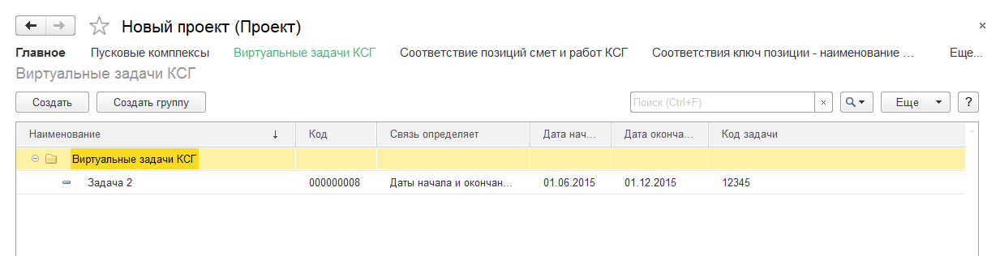 Новый проект (Проект)
Главное Пусковые комплексы Виртуальные задачи КСГ Соответствие позиций смет и работ КСГ Соответствия ключ позиции - наименование ... Еще...
Виртуальные задачи КСГ
Создать Создать группу Поиск (Ctrl+F) × Еще ?
Наименование ↓ Код Связь определяет Дата нач... Дата оконча... Код задачи
Виртуальные задачи КСГ
Задача 2 000000008 Даты начала и окончан... 01.06.2015 01.12.2015 12345